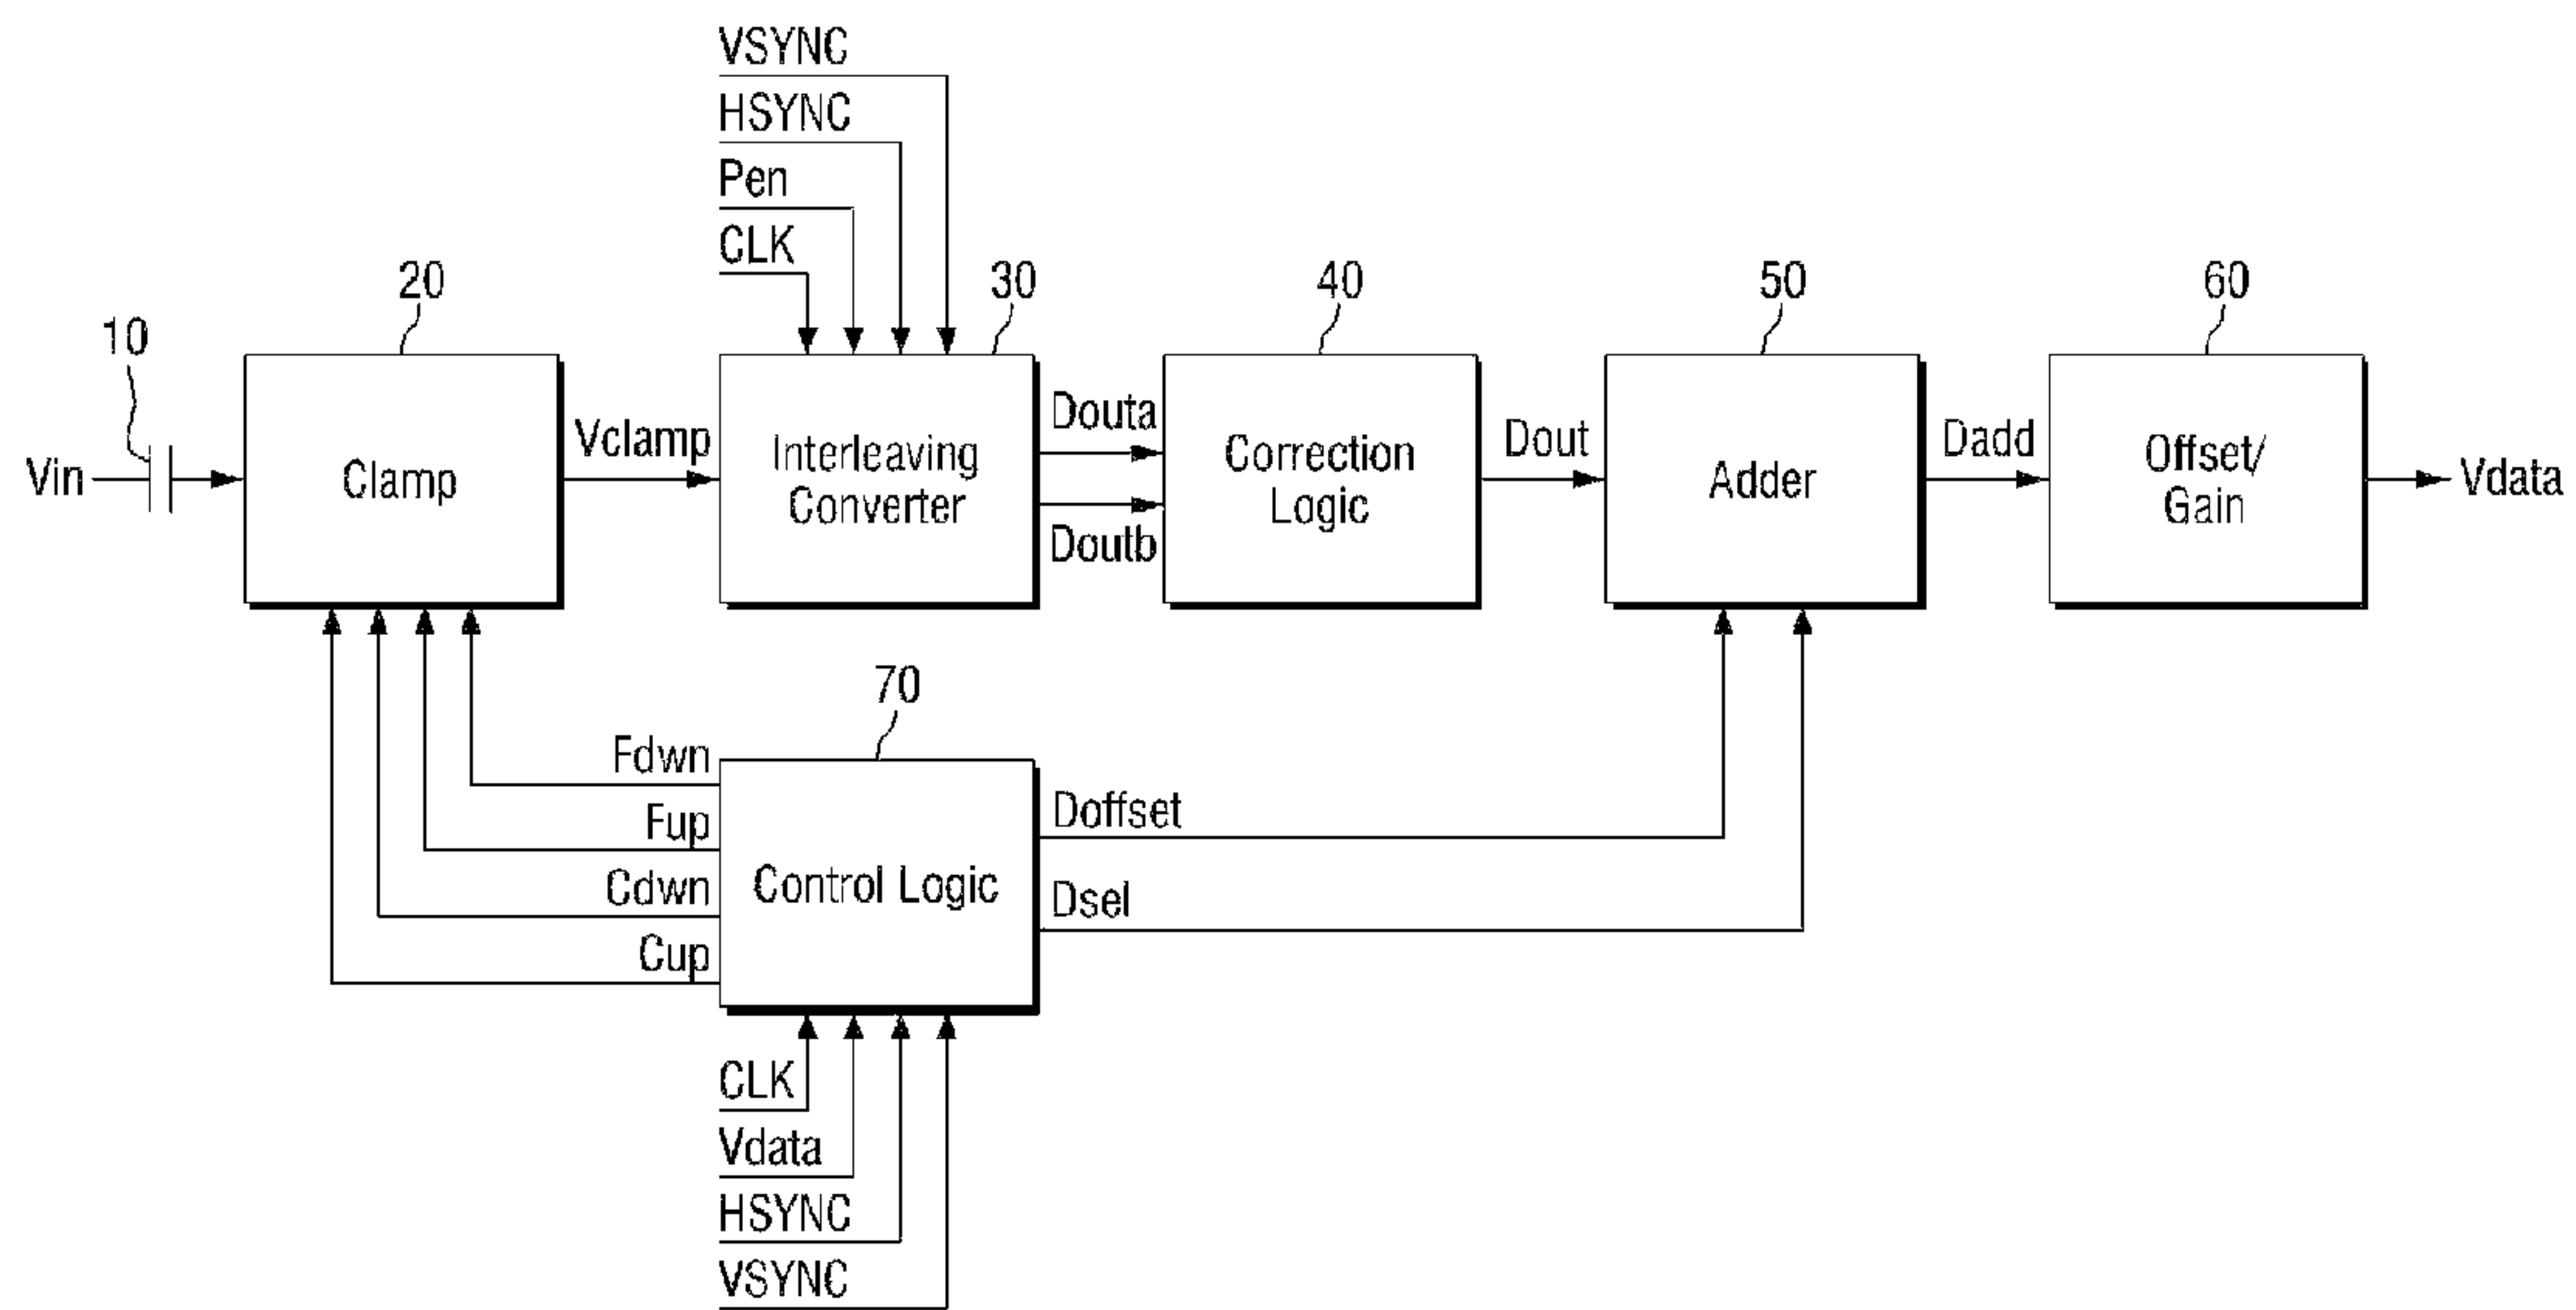 VSYNC
HSYNC
Pen
CLK
10
20
30
40
50
60
Vin
Clamp
Vclamp
Interleaving
Converter
Douta
Doutb
Correction
Logic
Dout
Adder
Dadd
Offset/
Gain
Vdata
70
Fdwn
Fup
Cdwn
Cup
Control Logic
Doffset
Dsel
CLK
Vdata
HSYNC
VSYNC